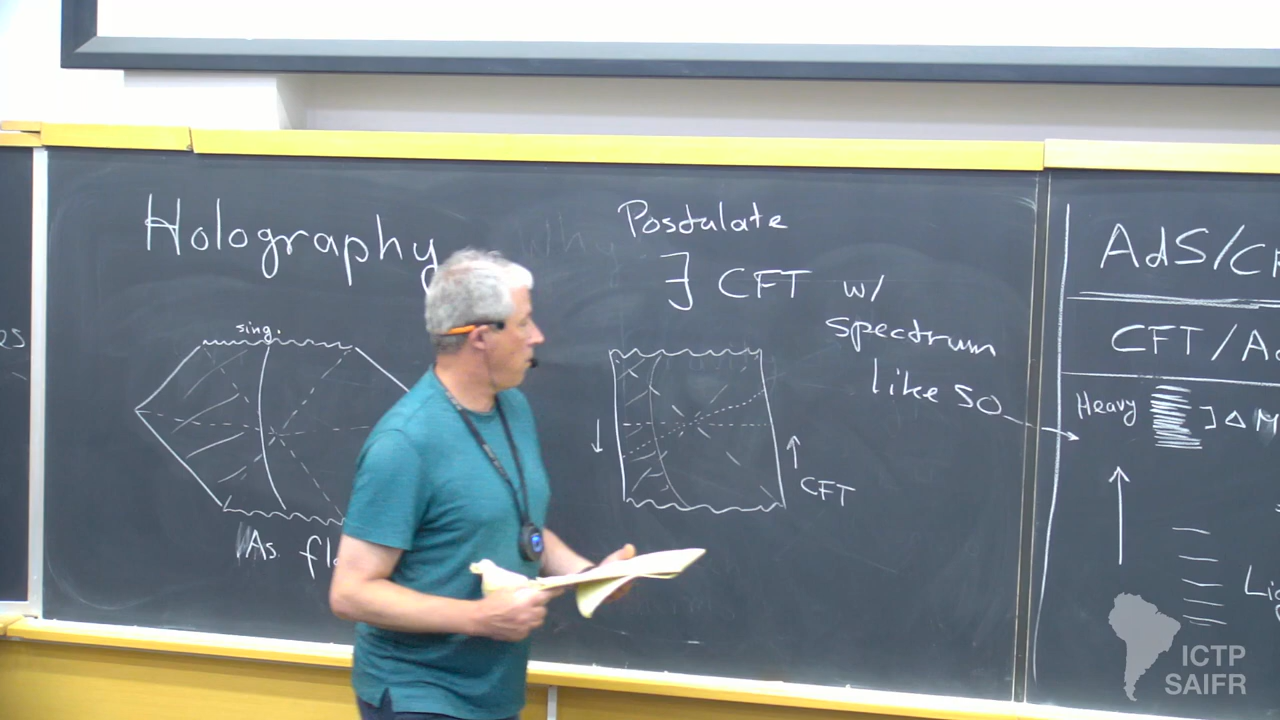 Holography
sing.
As
Postulate
∃ CFT w/
spectrum
like so
CFT
AdS/
CFT/
Heavy
] Δ M
ICTP
SAIFR